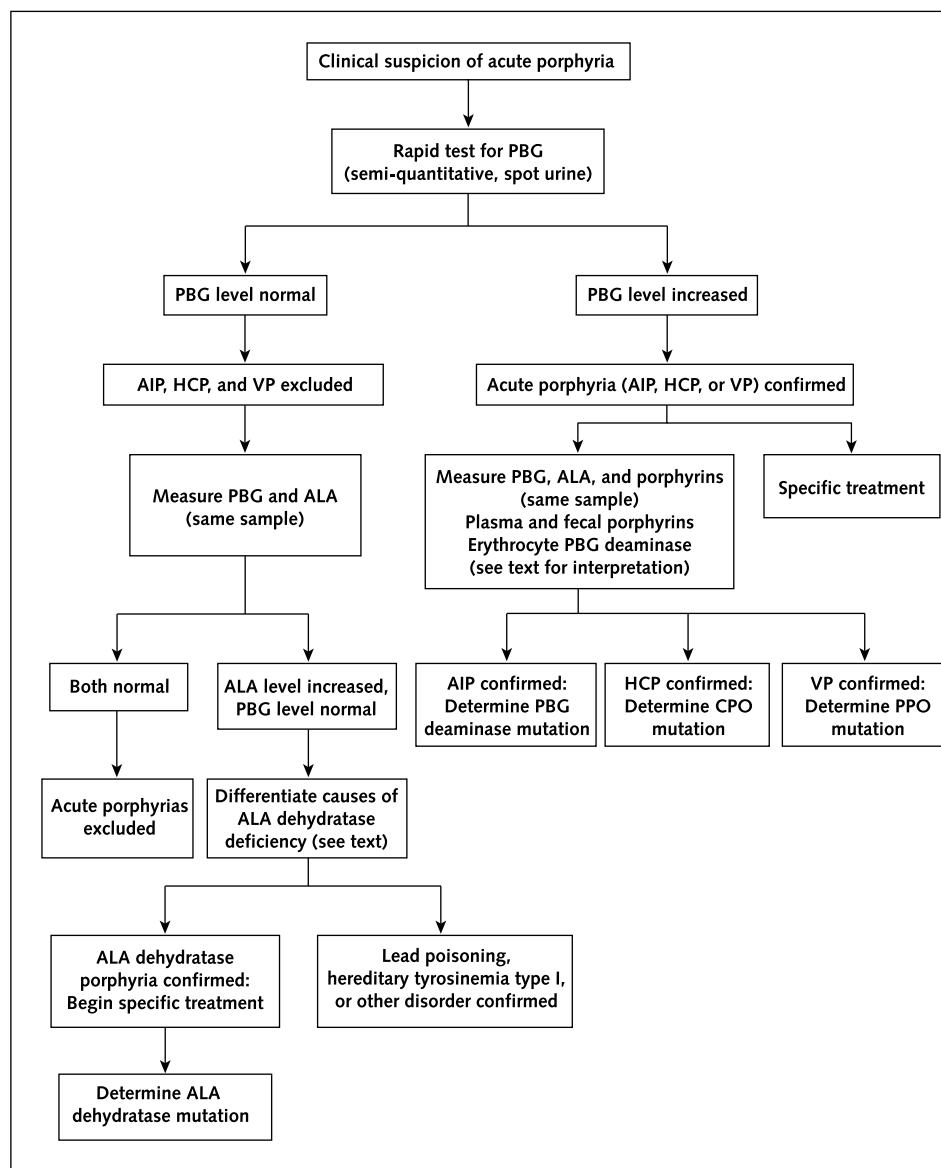 Clinical suspicion of acute porphyria
Rapid test for PBG
(semi-quantitative, spot urine)
PBG level normal
PBG level increased
AIP, HCP, and VP excluded
Acute porphyria (AIP, HCP, or VP) confirmed
Measure PBG and ALA
(same sample)
Measure PBG, ALA, and porphyrins
(same sample)
Plasma and fecal porphyrins
Erythrocyte PBG deaminase
(see text for interpretation)
Specific treatment
Both normal
ALA level increased,
PBG level normal
AIP confirmed:
Determine PBG
deaminase mutation
HCP confirmed:
Determine CPO
mutation
VP confirmed:
Determine PPO
mutation
Acute porphyrias
excluded
Differentiate causes of
ALA dehydratase
deficiency (see text)
ALA dehydratase
porphyria confirmed:
Begin specific treatment
Lead poisoning,
hereditary tyrosinemia type I,
or other disorder confirmed
Determine ALA
dehydratase mutation